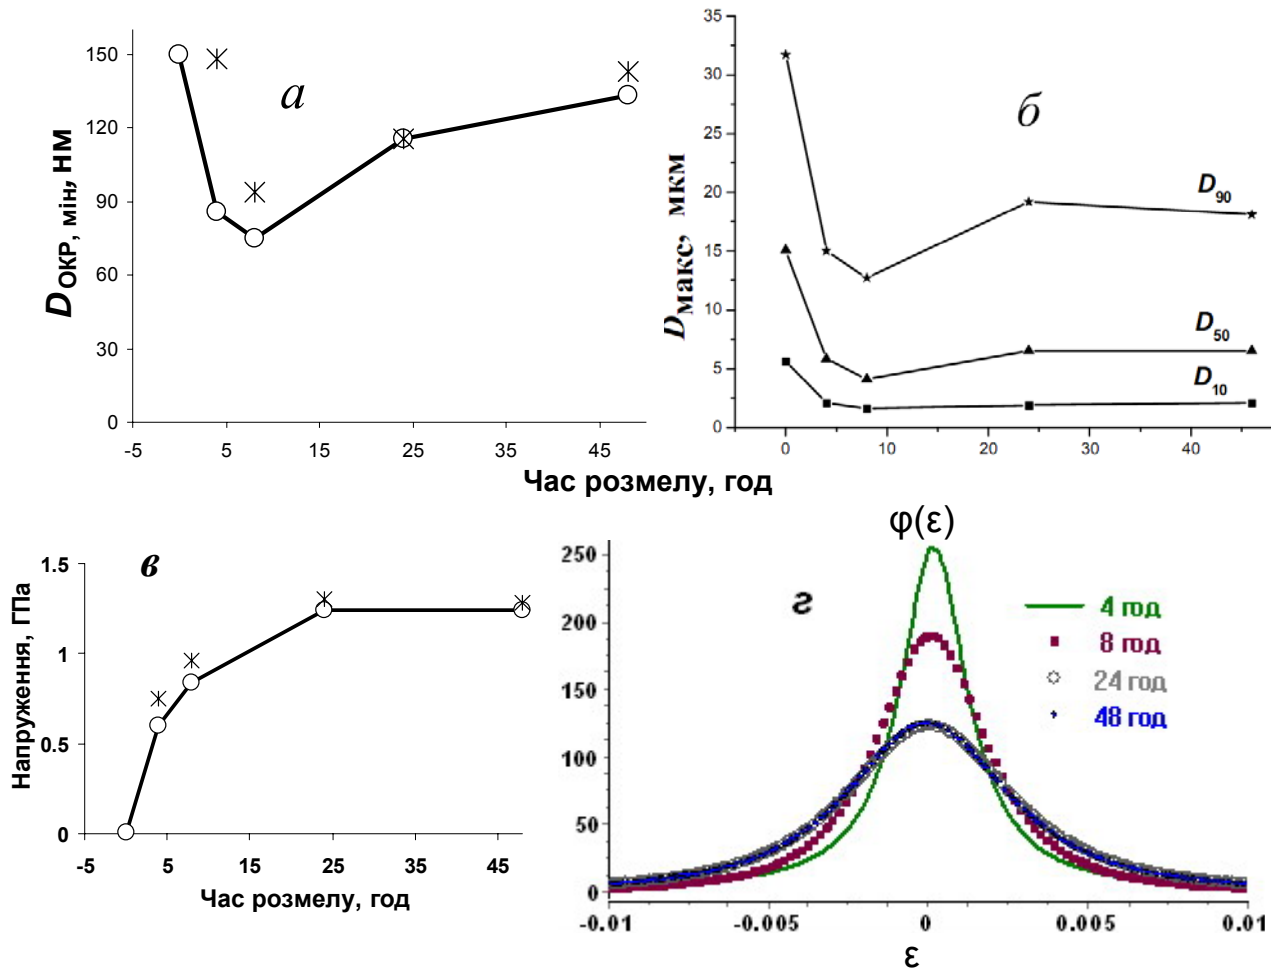 а
150
120
90
60
30
0
-5 5 15 25 35 45
DОКР, мін, нм
б
35
30
25
20
15
10
5
0
0 10 20 30 40
Dмакс, мкм
D90
D50
D10
Час розмелу, год
в
1.5
1
0.5
0
-5 5 15 25 35 45
Напруження, ГПа
Час розмелу, год
φ(ε)
г
250
200
150
100
50
0
-0.01 -0.005 0 0.005 0.01
ε
4 год
8 год
24 год
48 год